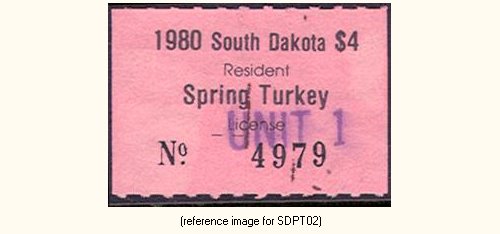 1980 South Dakota $4
Resident
Spring Turkey
License
UNIT 1
Nº 4979
(reference image for SDPT02)